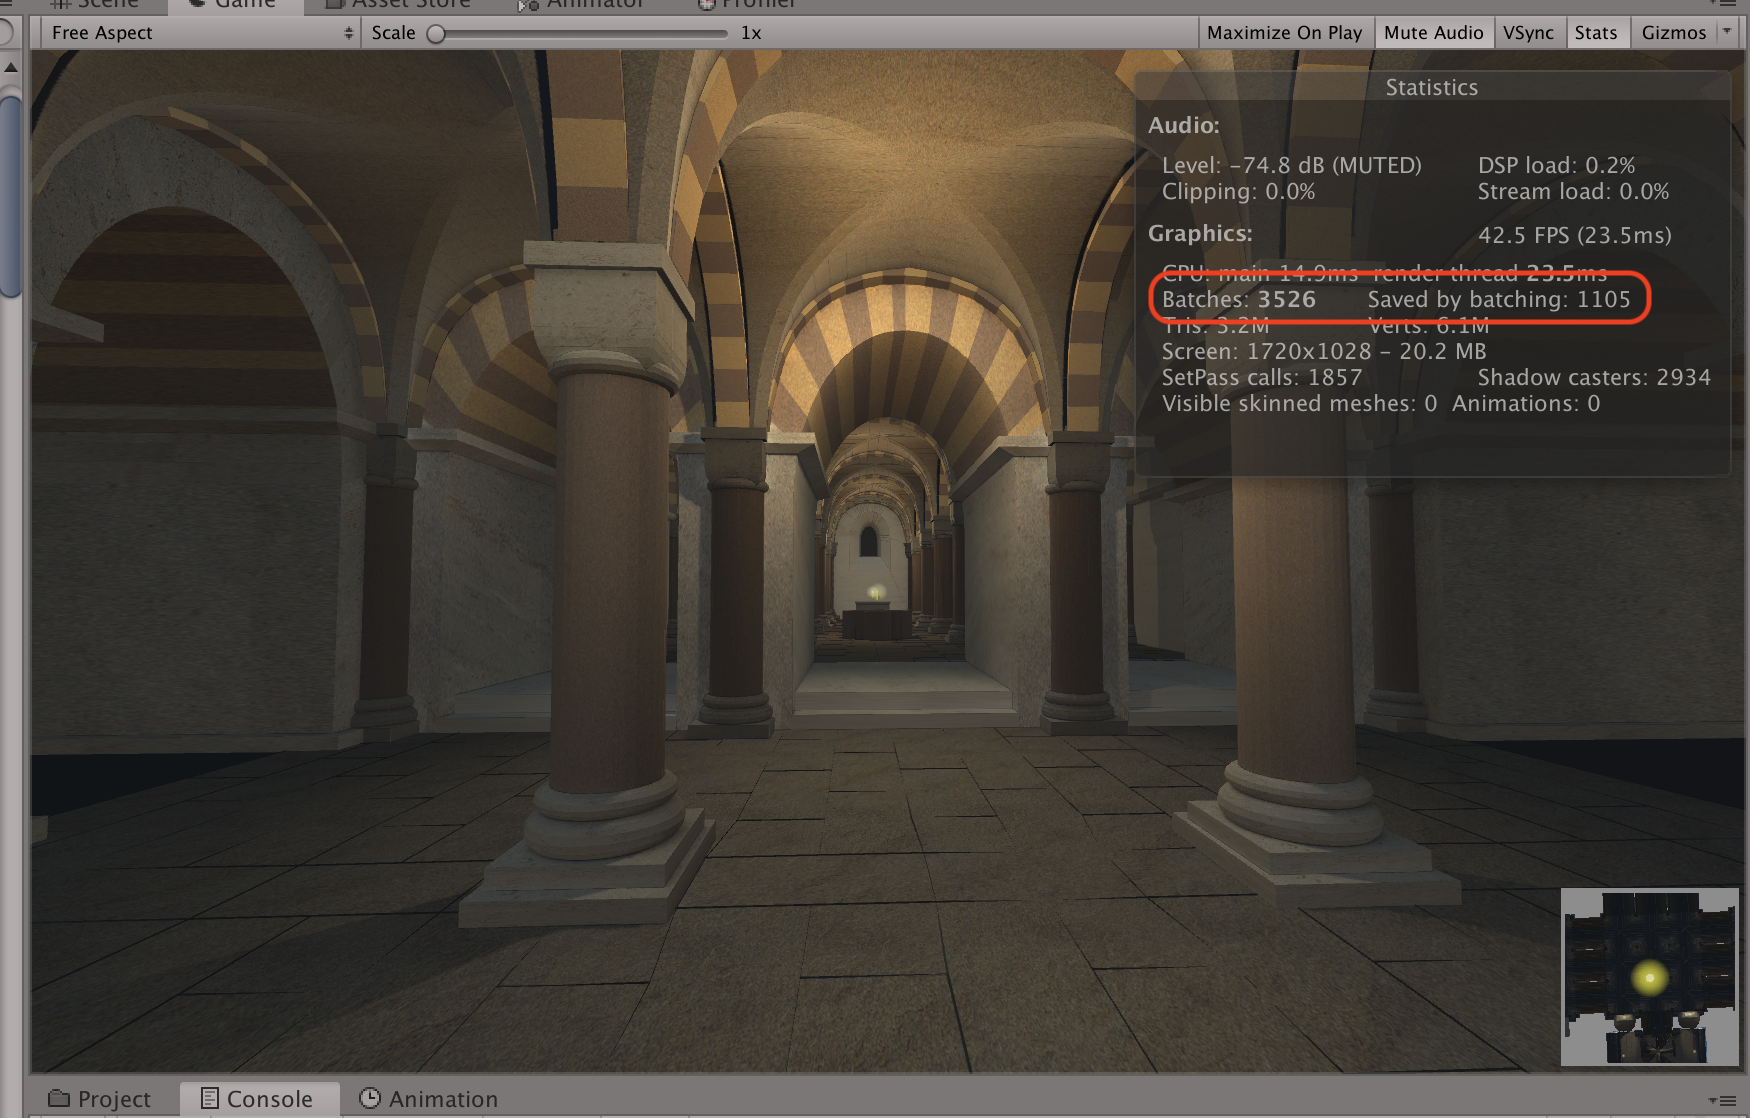 Scene Game Asset Store Animator Profiler
Free Aspect Scale 1x Maximize On Play Mute Audio VSync Stats Gizmos
Statistics
Audio:
Level: -74.8 dB (MUTED) DSP load: 0.2%
Clipping: 0.0% Stream load: 0.0%
Graphics: 42.5 FPS (23.5ms)
CPU: main 14.9ms render thread 23.5ms
Batches: 3526 Saved by batching: 1105
Tris: 3.2M Verts: 6.1M
Screen: 1720x1028 - 20.2 MB
SetPass calls: 1857 Shadow casters: 2934
Visible skinned meshes: 0 Animations: 0
Project Console Animation